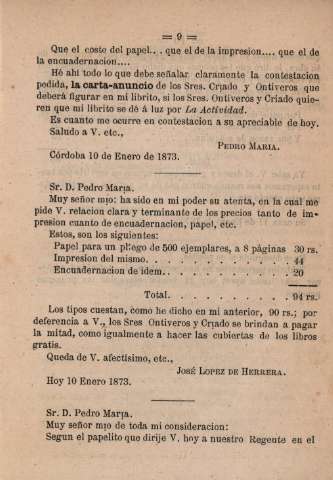 = 9 =
Que el coste del papel... que el de la impresion.... que el de
la encuadernacion....
Hé ahí todo lo que debe señalar claramente la contestacion
pedida, la carta-anuncio de los Sres. Criado y Ontiveros que
deberá figurar en mi librito, si los Sres. Ontiveros y Criado quie-
ren que mi librito se dé á luz por La Actividad.
Es cuanto me ocurre en contestacion á su apreciable de hoy.
Saludo a V. etc.,
PEDRO MARIA.
Córdoba 10 de Enero de 1873.
Sr. D. Pedro Maria.
Muy señor mio: ha sido en mi poder su atenta, en la cual me
pide V. relacion clara y terminante de los precios tanto de im-
presion cuanto de encuadernacion, papel, etc.
Estos, son los siguientes:
Papel para un pliego de 500 ejemplares, a 8 páginas 30 rs.
Impresion del mismo. . . . . . . . . . . . 44
Encuadernacion de idem. . . . . . . . . . . 20
Total. . . . . . . . . . . . 94 rs.
Los tipos cuestan, como he dicho en mi anterior, 90 rs.; por
deferencia a V., los Sres Ontiveros y Criado se brindan a pagar
la mitad, como igualmente a hacer las cubiertas de los libros
gratis.
Queda de V. afectisimo, etc.,
JOSÉ LOPEZ DE HERRERA.
Hoy 10 Enero 1873.
Sr. D. Pedro Maria.
Muy señor mio de toda mi consideracion:
Segun el papelito que dirije V. hoy a nuestro Regente en el